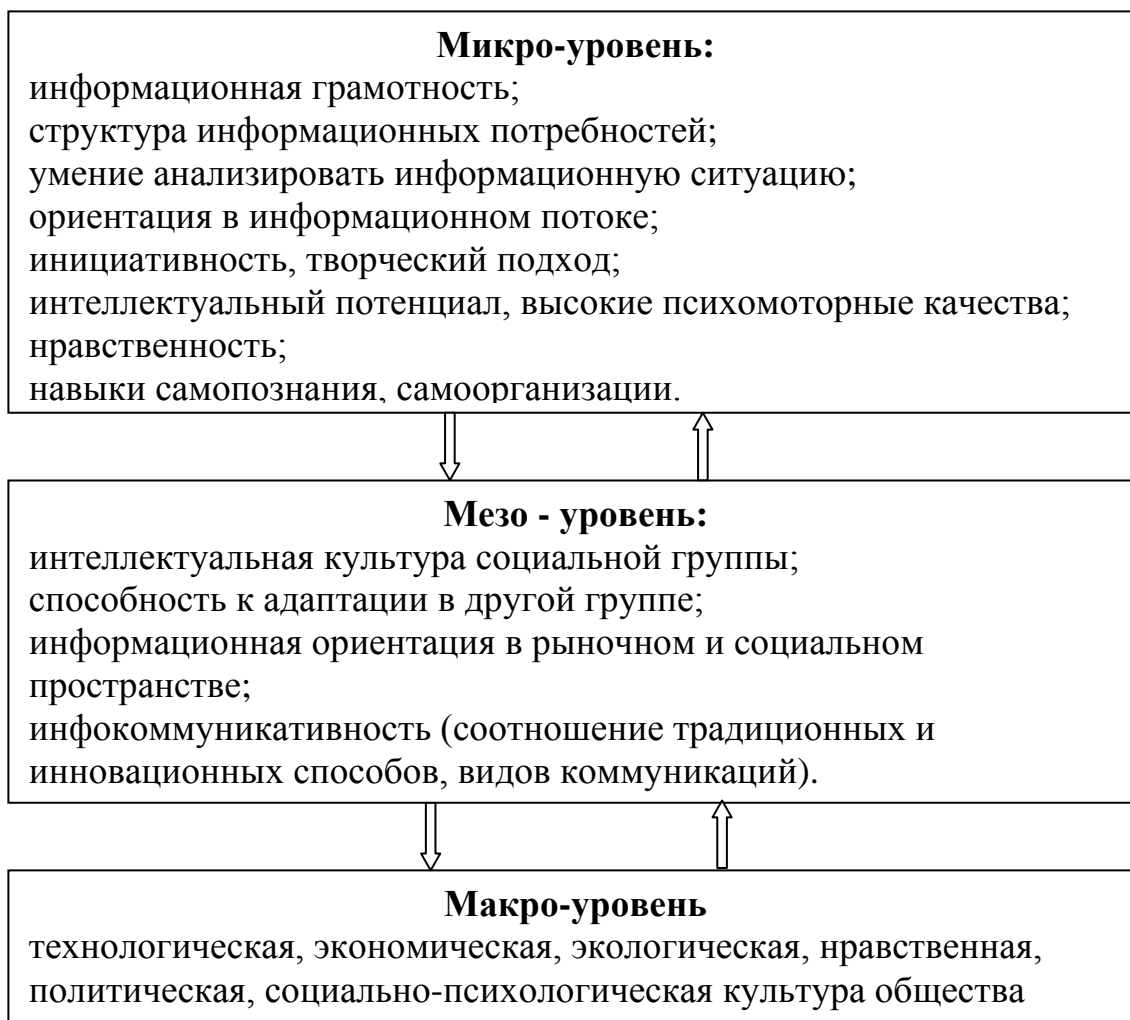 Микро-уровень:
информационная грамотность;
структура информационных потребностей;
умение анализировать информационную ситуацию;
ориентация в информационном потоке;
инициативность, творческий подход;
интеллектуальный потенциал, высокие психомоторные качества;
нравственность;
навыки самопознания, самоорганизации.
Мезо - уровень:
интеллектуальная культура социальной группы;
способность к адаптации в другой группе;
информационная ориентация в рыночном и социальном
пространстве;
инфокоммуникативность (соотношение традиционных и
инновационных способов, видов коммуникаций).
Макро-уровень
технологическая, экономическая, экологическая, нравственная,
политическая, социально-психологическая культура общества